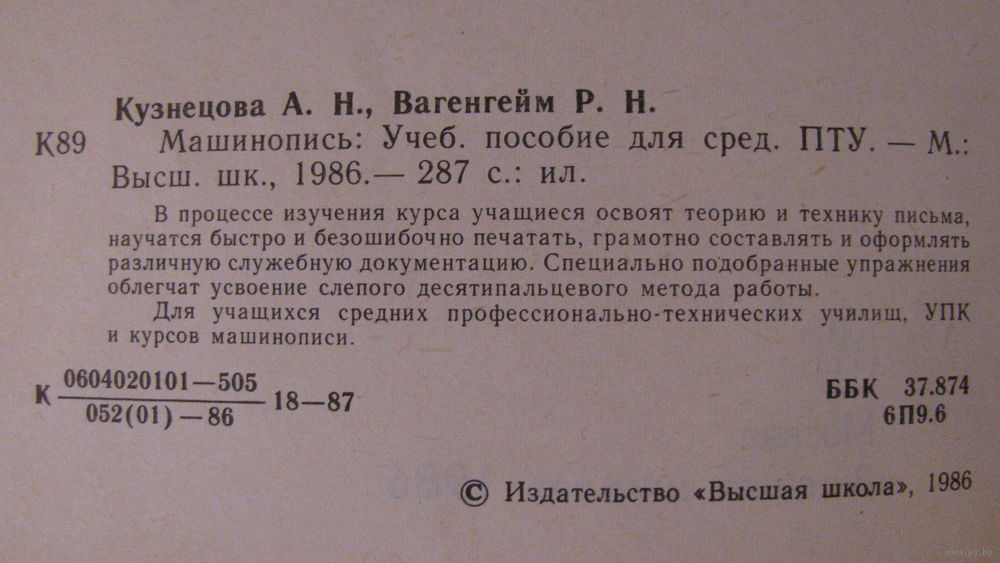 Кузнецова А. Н., Вагенгейм Р. Н.
К89 Машинопись: Учеб. пособие для сред. ПТУ. — М.:
Высш. шк., 1986.— 287 с.: ил.
В процессе изучения курса учащиеся освоят теорию и технику письма,
научатся быстро и безошибочно печатать, грамотно составлять и оформлять
различную служебную документацию. Специально подобранные упражнения
облегчат усвоение слепого десятипальцевого метода работы.
Для учащихся средних профессионально-технических училищ, УПК
и курсов машинописи.
К 0604020101—505
052(01)—86 18—87
ББК 37.874
6П9.6
© Издательство «Высшая школа», 1986
www.ay.by